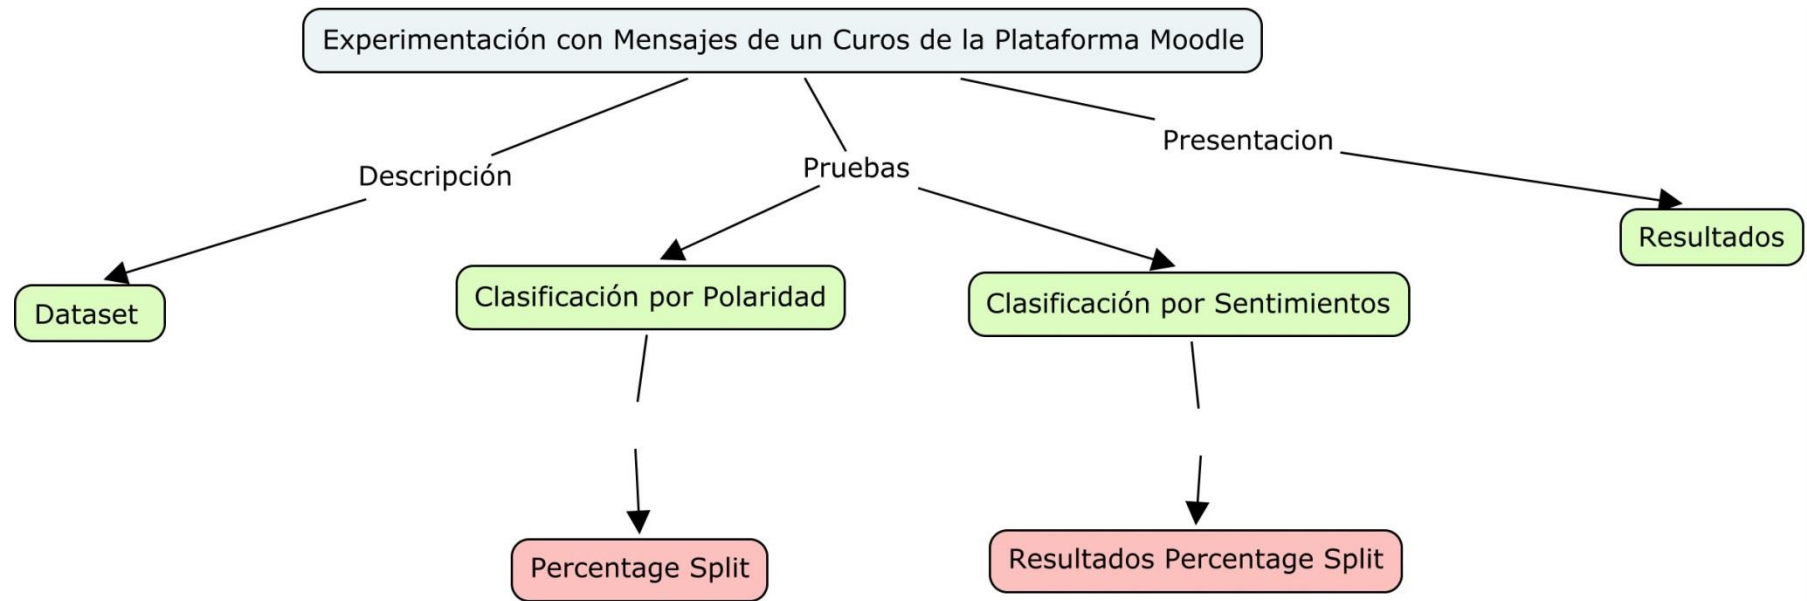 Experimentación con Mensajes de un Curos de la Plataforma Moodle
Descripción
Pruebas
Presentacion
Dataset
Clasificación por Polaridad
Clasificación por Sentimientos
Resultados
Percentage Split
Resultados Percentage Split